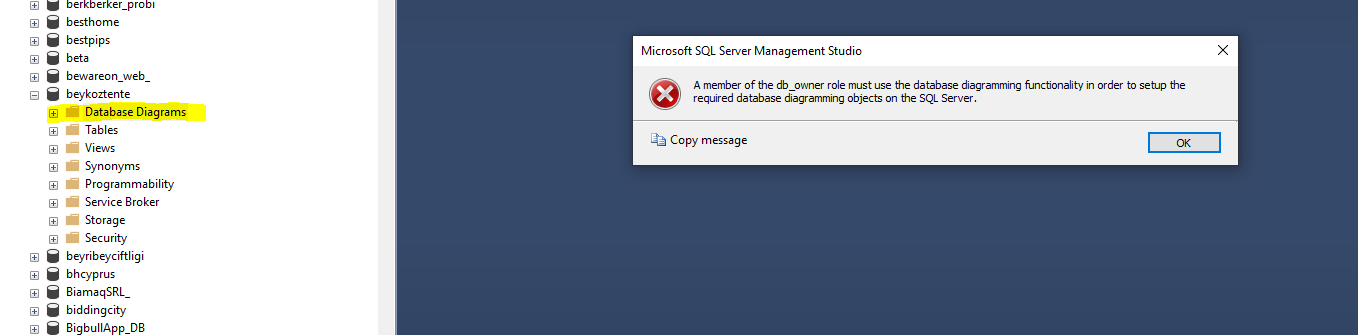 berkberker_probi
besthome
bestpips
beta
bewareon_web_
beykoztente
Database Diagrams
Tables
Views
Synonyms
Programmability
Service Broker
Storage
Security
beyribeyciftligi
bhcyprus
BiamaqSRL_
biddingcity
BigbullApp_DB
Microsoft SQL Server Management Studio
A member of the db_owner role must use the database diagramming functionality in order to setup the
required database diagramming objects on the SQL Server.
Copy message
OK